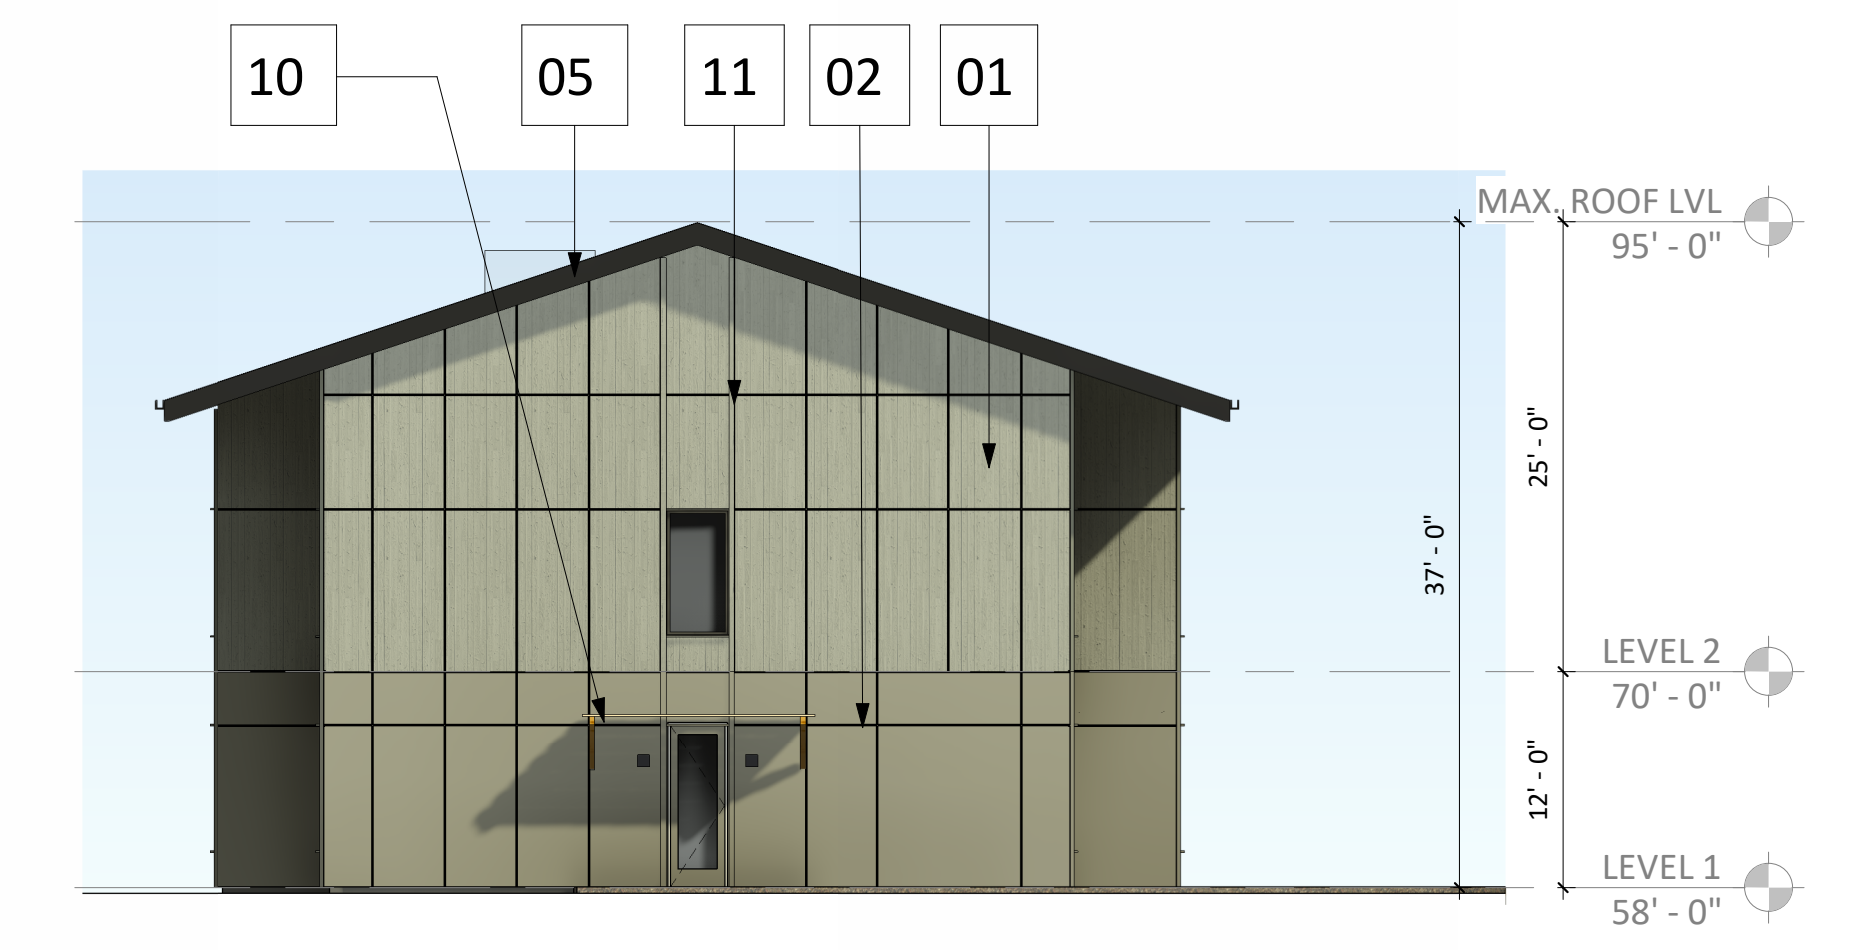 10 05 11 02 01
MAX. ROOF LVL
95' - 0"
25' - 0"
37' - 0"
LEVEL 2
70' - 0"
12' - 0"
LEVEL 1
58' - 0"